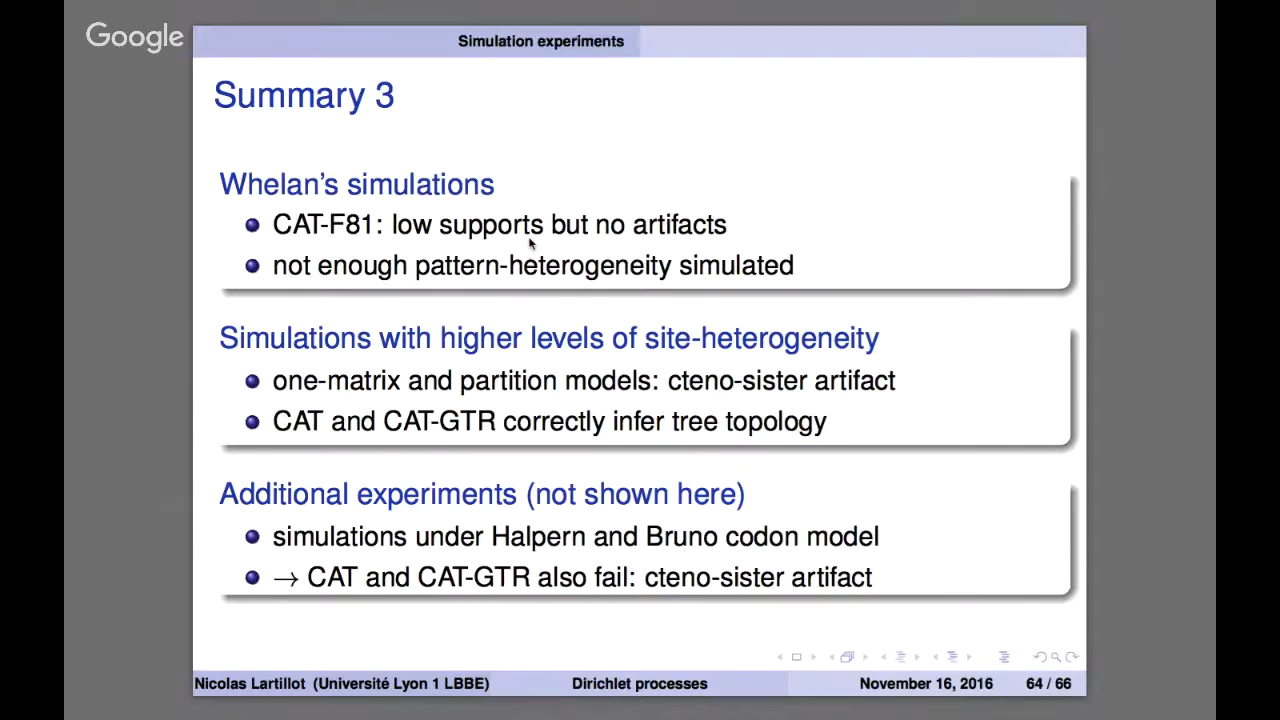 Google
Simulation experiments
Summary 3
Whelan's simulations
CAT-F81: low supports but no artifacts
not enough pattern-heterogeneity simulated
Simulations with higher levels of site-heterogeneity
one-matrix and partition models: cteno-sister artifact
CAT and CAT-GTR correctly infer tree topology
Additional experiments (not shown here)
simulations under Halpern and Bruno codon model
→ CAT and CAT-GTR also fail: cteno-sister artifact
Nicolas Lartillot (Université Lyon 1 LBBE) Dirichlet processes November 16, 2016 64 / 66